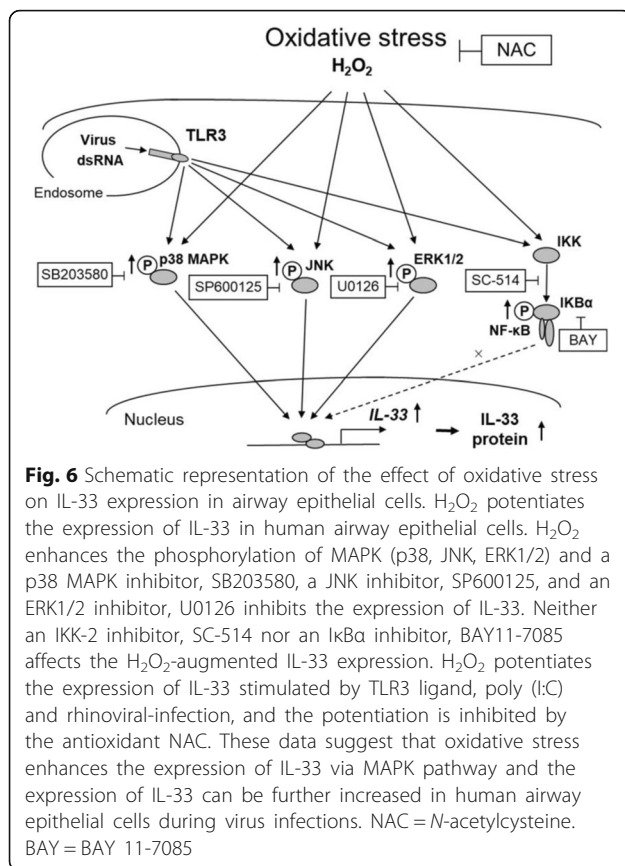 Oxidative stress
H₂O₂
NAC
TLR3
Virus
dsRNA
Endosome
p38 MAPK
P
SB203580
JNK
P
SP600125
ERK1/2
P
U0126
IKK
SC-514
IKBα
P
NF-κB
BAY
×
Nucleus
IL-33
IL-33
protein
Fig. 6 Schematic representation of the effect of oxidative stress
on IL-33 expression in airway epithelial cells. H₂O₂ potentiates
the expression of IL-33 in human airway epithelial cells. H₂O₂
enhances the phosphorylation of MAPK (p38, JNK, ERK1/2) and a
p38 MAPK inhibitor, SB203580, a JNK inhibitor, SP600125, and an
ERK1/2 inhibitor, U0126 inhibits the expression of IL-33. Neither
an IKK-2 inhibitor, SC-514 nor an IκBα inhibitor, BAY11-7085
affects the H₂O₂-augmented IL-33 expression. H₂O₂ potentiates
the expression of IL-33 stimulated by TLR3 ligand, poly (I:C)
and rhinoviral-infection, and the potentiation is inhibited by
the antioxidant NAC. These data suggest that oxidative stress
enhances the expression of IL-33 via MAPK pathway and the
expression of IL-33 can be further increased in human airway
epithelial cells during virus infections. NAC = N-acetylcysteine.
BAY = BAY 11-7085